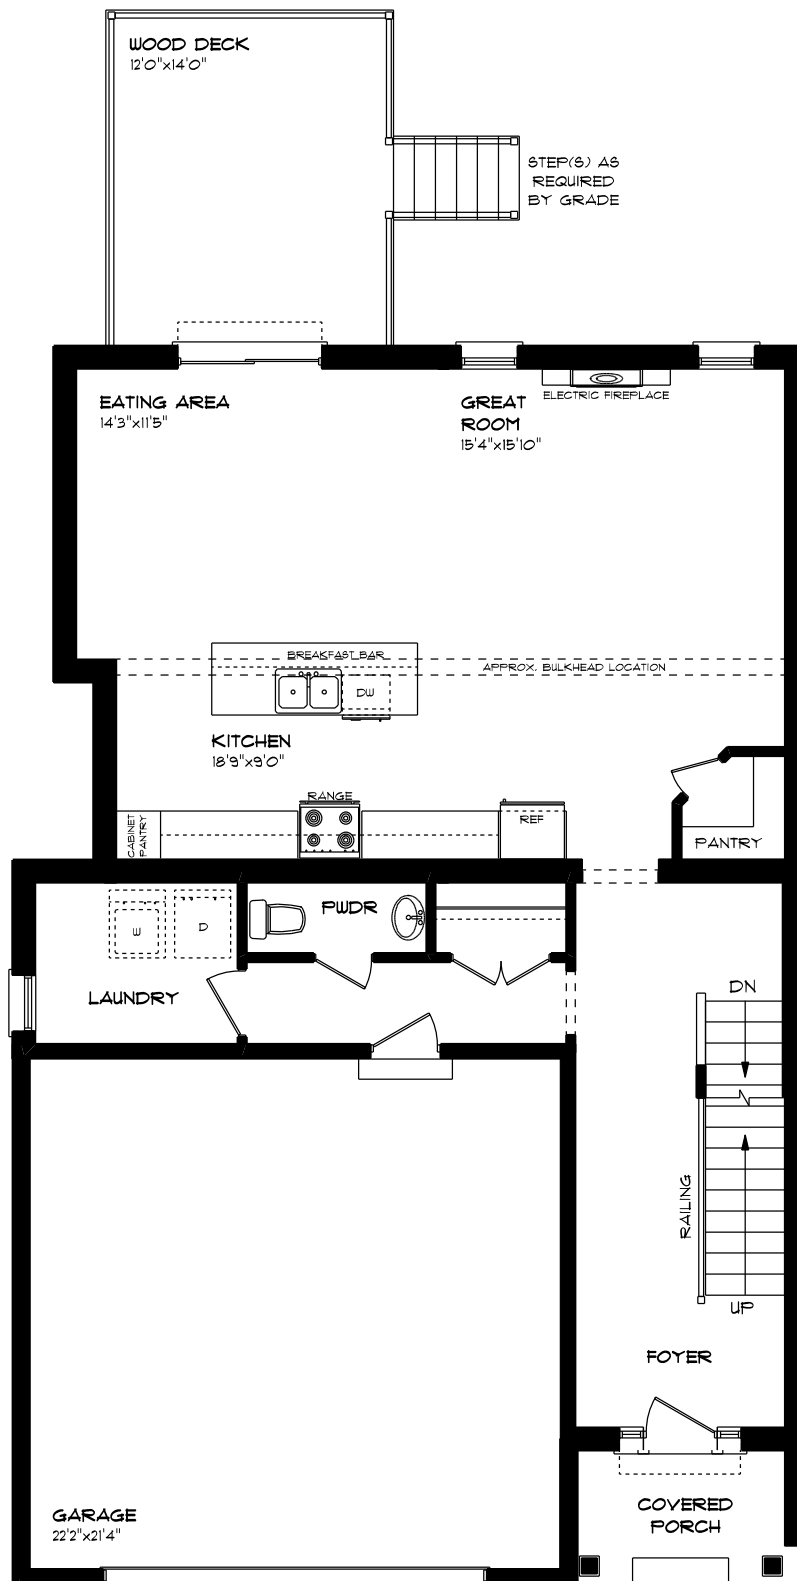 WOOD DECK
12'0"x14'0"
STEP(S) AS
REQUIRED
BY GRADE
EATING AREA
14'3"x11'5"
GREAT
ROOM
15'4"x15'10"
ELECTRIC FIREPLACE
BREAKFAST BAR
APPROX. BULKHEAD LOCATION
DW
KITCHEN
18'9"x9'0"
RANGE
REF
CABINET
PANTRY
PANTRY
W
D
PWDR
LAUNDRY
DN
RAILING
UP
FOYER
GARAGE
22'2"x21'4"
COVERED
PORCH